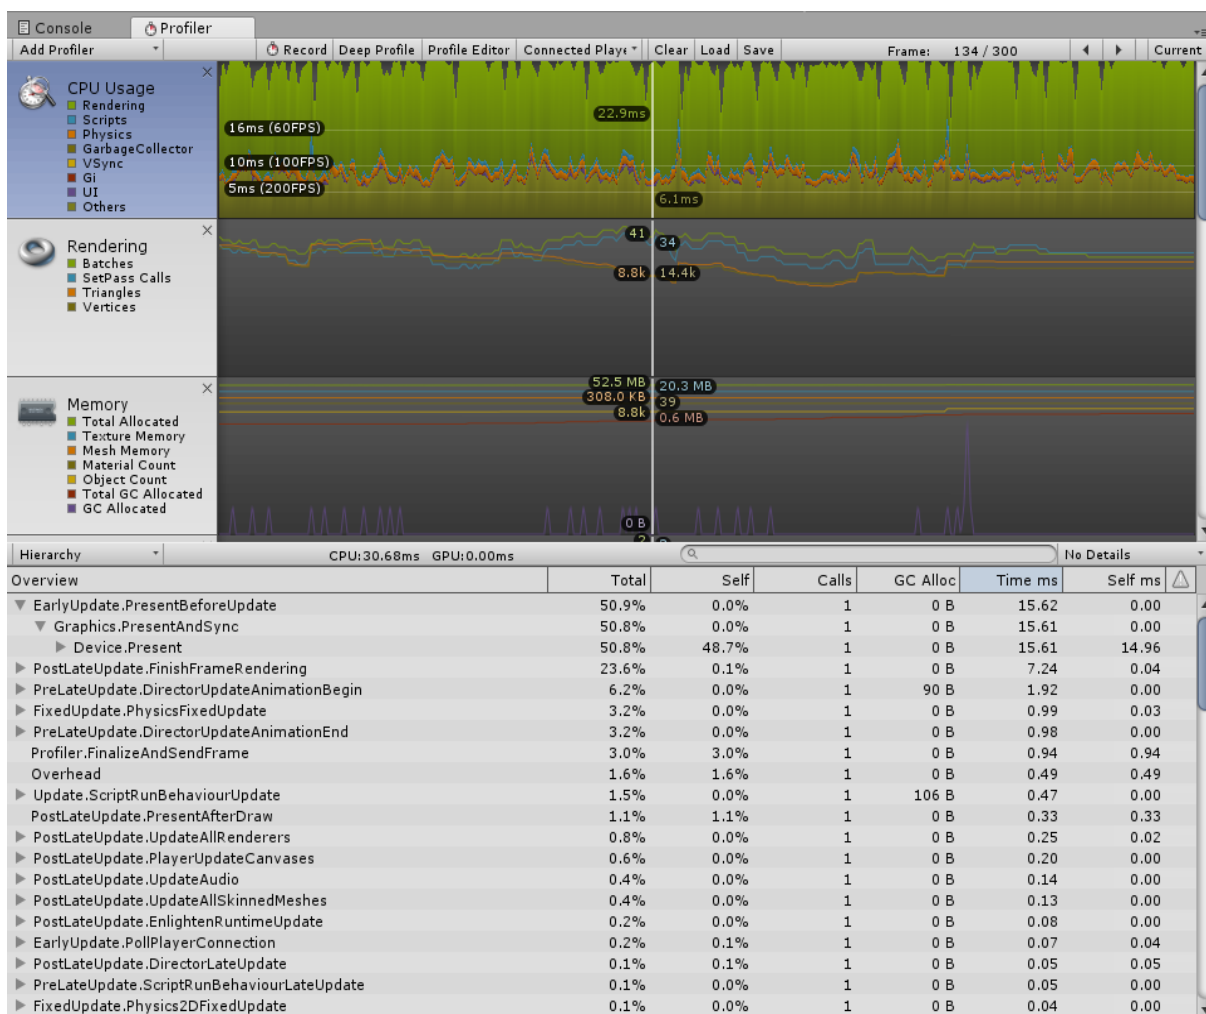 Console Profiler
Add Profiler Record Deep Profile Profile Editor Connected Playe Clear Load Save Frame: 134 / 300 Current
CPU Usage
Rendering
Scripts
Physics
GarbageCollector
VSync
Gi
UI
Others
22.9ms
16ms (60FPS)
10ms (100FPS)
5ms (200FPS)
6.1ms
Rendering
Batches
SetPass Calls
Triangles
Vertices
41 34
8.8k 14.4k
Memory
Total Allocated
Texture Memory
Mesh Memory
Material Count
Object Count
Total GC Allocated
GC Allocated
52.5 MB 20.3 MB
308.0 KB 39
8.8k 0.6 MB
0 B
Hierarchy CPU:30.68ms GPU:0.00ms No Details
Overview Total Self Calls GC Alloc Time ms Self ms
EarlyUpdate.PresentBeforeUpdate 50.9% 0.0% 1 0 B 15.62 0.00
Graphics.PresentAndSync 50.8% 0.0% 1 0 B 15.61 0.00
Device.Present 50.8% 48.7% 1 0 B 15.61 14.96
PostLateUpdate.FinishFrameRendering 23.6% 0.1% 1 0 B 7.24 0.04
PreLateUpdate.DirectorUpdateAnimationBegin 6.2% 0.0% 1 90 B 1.92 0.00
FixedUpdate.PhysicsFixedUpdate 3.2% 0.0% 1 0 B 0.99 0.03
PreLateUpdate.DirectorUpdateAnimationEnd 3.2% 0.0% 1 0 B 0.98 0.00
Profiler.FinalizeAndSendFrame 3.0% 3.0% 1 0 B 0.94 0.94
Overhead 1.6% 1.6% 1 0 B 0.49 0.49
Update.ScriptRunBehaviourUpdate 1.5% 0.0% 1 106 B 0.47 0.00
PostLateUpdate.PresentAfterDraw 1.1% 1.1% 1 0 B 0.33 0.33
PostLateUpdate.UpdateAllRenderers 0.8% 0.0% 1 0 B 0.25 0.02
PostLateUpdate.PlayerUpdateCanvases 0.6% 0.0% 1 0 B 0.20 0.00
PostLateUpdate.UpdateAudio 0.4% 0.0% 1 0 B 0.14 0.00
PostLateUpdate.UpdateAllSkinnedMeshes 0.4% 0.0% 1 0 B 0.13 0.00
PostLateUpdate.EnlightenRuntimeUpdate 0.2% 0.0% 1 0 B 0.08 0.00
EarlyUpdate.PollPlayerConnection 0.2% 0.1% 1 0 B 0.07 0.04
PostLateUpdate.DirectorLateUpdate 0.1% 0.1% 1 0 B 0.05 0.05
PreLateUpdate.ScriptRunBehaviourLateUpdate 0.1% 0.0% 1 0 B 0.05 0.00
FixedUpdate.Physics2DFixedUpdate 0.1% 0.0% 1 0 B 0.04 0.00